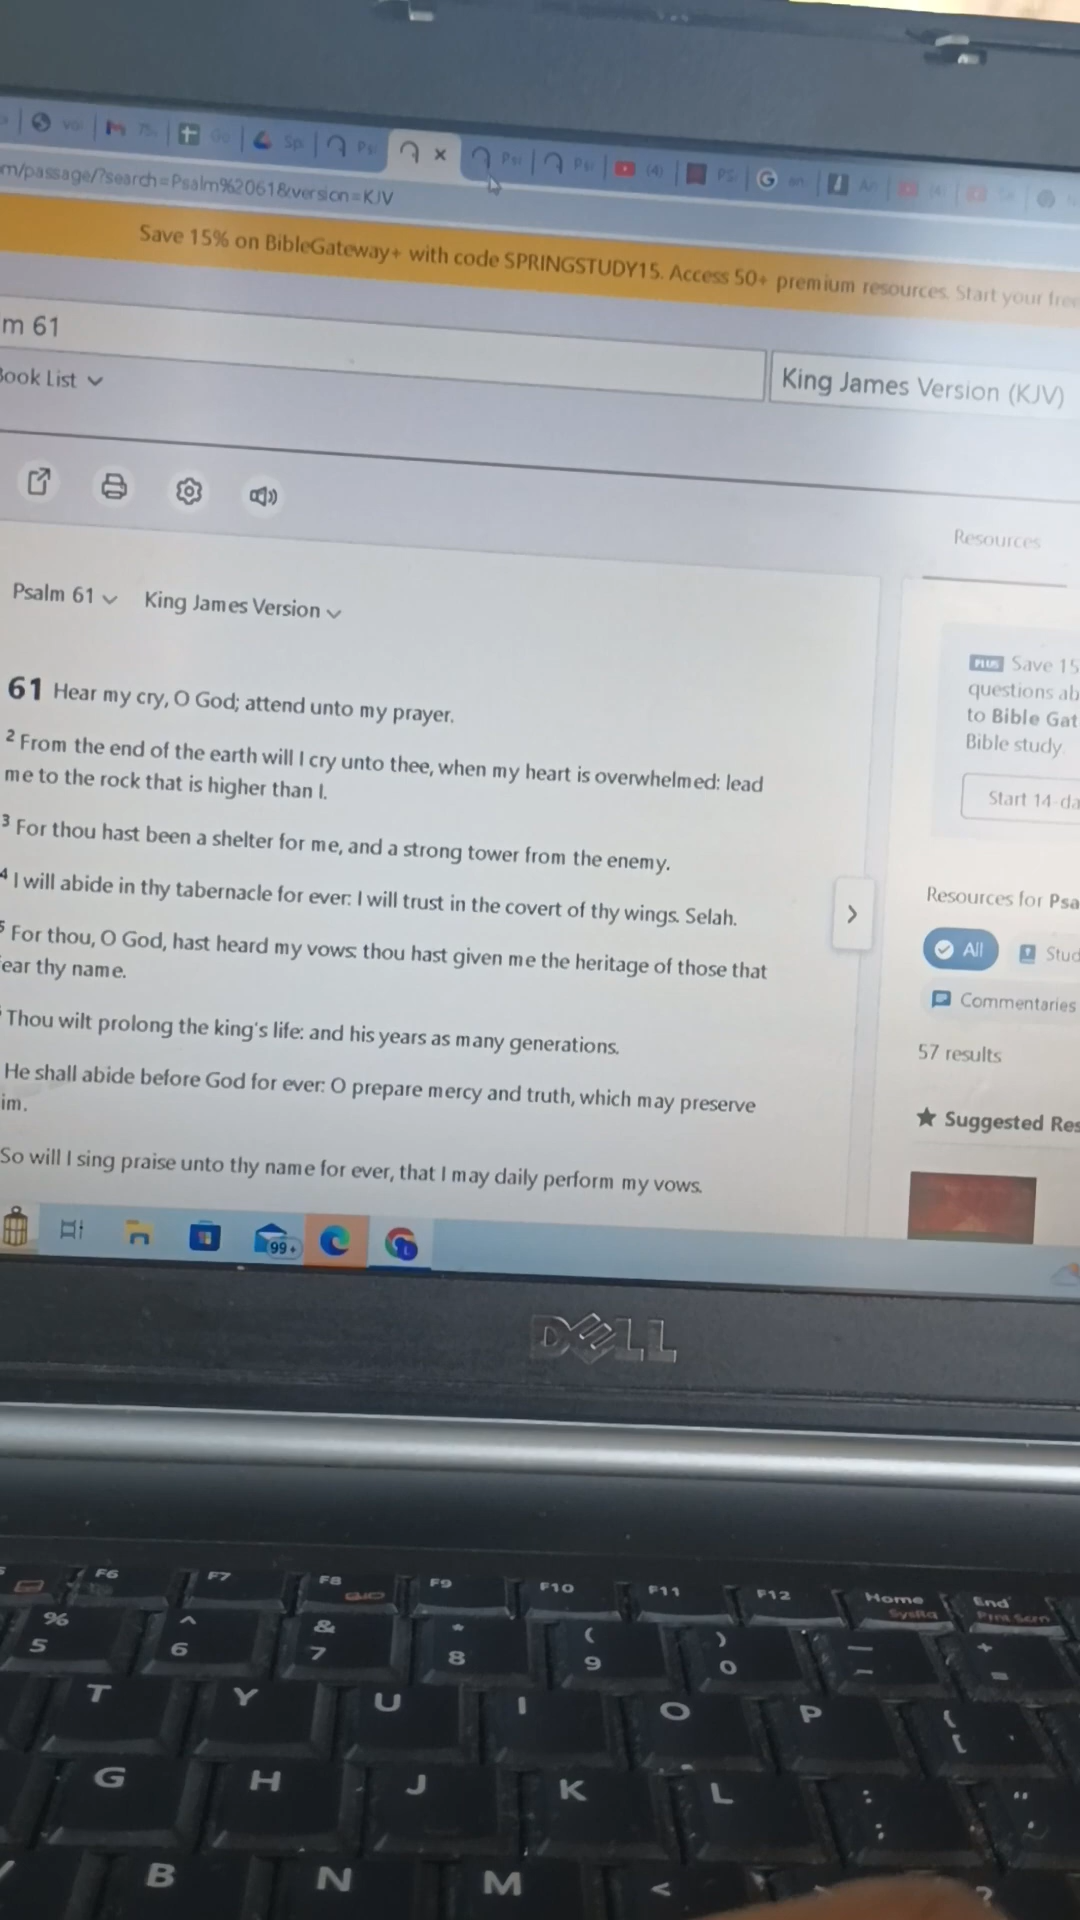 m/passage/?search=Psalm%2061&version=KJV
Save 15% on BibleGateway+ with code SPRINGSTUDY15. Access 50+ premium resources. Start your free
m 61
King James Version (KJV)
Book List
Resources
Psalm 61 King James Version
PLUS Save 15
questions ab
to Bible Gat
Bible study.
Start 14-da
61 Hear my cry, O God; attend unto my prayer.
2 From the end of the earth will I cry unto thee, when my heart is overwhelmed: lead
me to the rock that is higher than I.
3 For thou hast been a shelter for me, and a strong tower from the enemy.
4 I will abide in thy tabernacle for ever: I will trust in the covert of thy wings. Selah.
5 For thou, O God, hast heard my vows: thou hast given me the heritage of those that
ear thy name.
Thou wilt prolong the king's life: and his years as many generations.
He shall abide before God for ever: O prepare mercy and truth, which may preserve
im.
So will I sing praise unto thy name for ever, that I may daily perform my vows.
Resources for Psa
All Stud
Commentaries
57 results
Suggested Res
99+
DELL
F6 F7 F8 F9 F10 F11 F12 Home End
SysRq Prnt Scrn
% ^ & * ( ) _ +
5 6 7 8 9 0 - =
T Y U I O P { [
G H J K L : ; "
B N M < ?